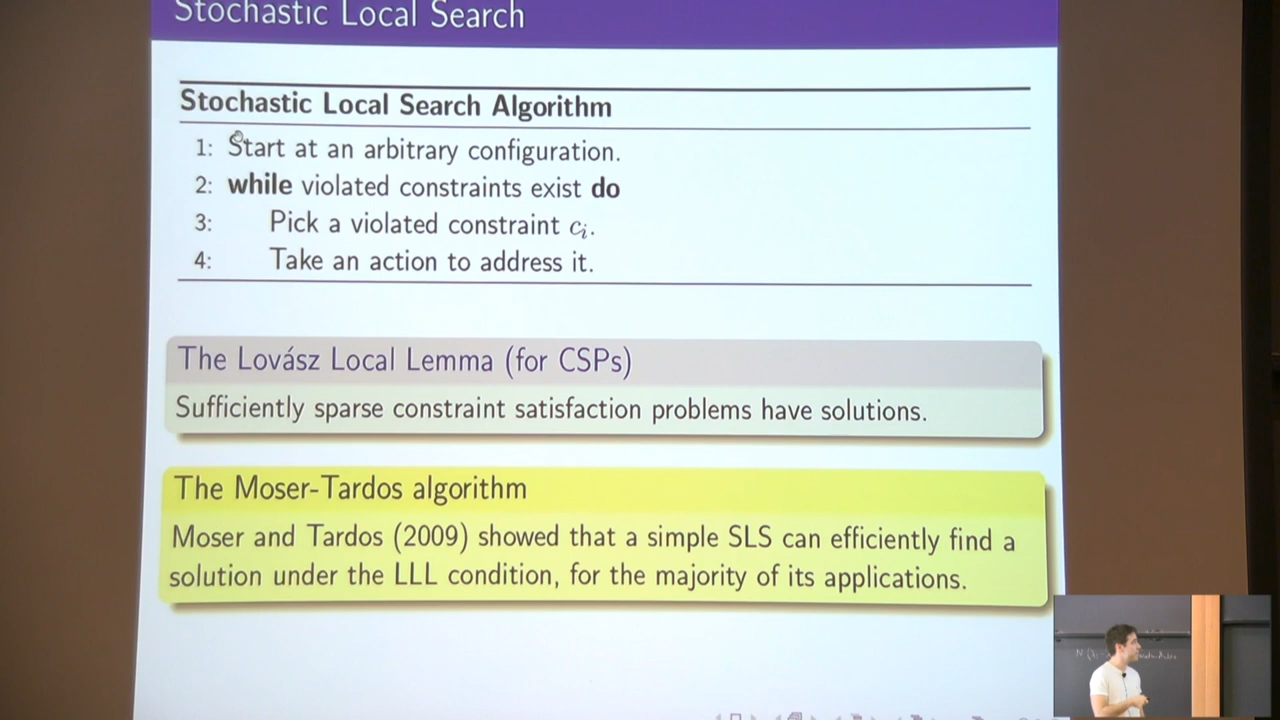 Stochastic Local Search
Stochastic Local Search Algorithm
1: Start at an arbitrary configuration.
2: while violated constraints exist do
3: Pick a violated constraint cᵢ.
4: Take an action to address it.
The Lovász Local Lemma (for CSPs)
Sufficiently sparse constraint satisfaction problems have solutions.
The Moser-Tardos algorithm
Moser and Tardos (2009) showed that a simple SLS can efficiently find a
solution under the LLL condition, for the majority of its applications.